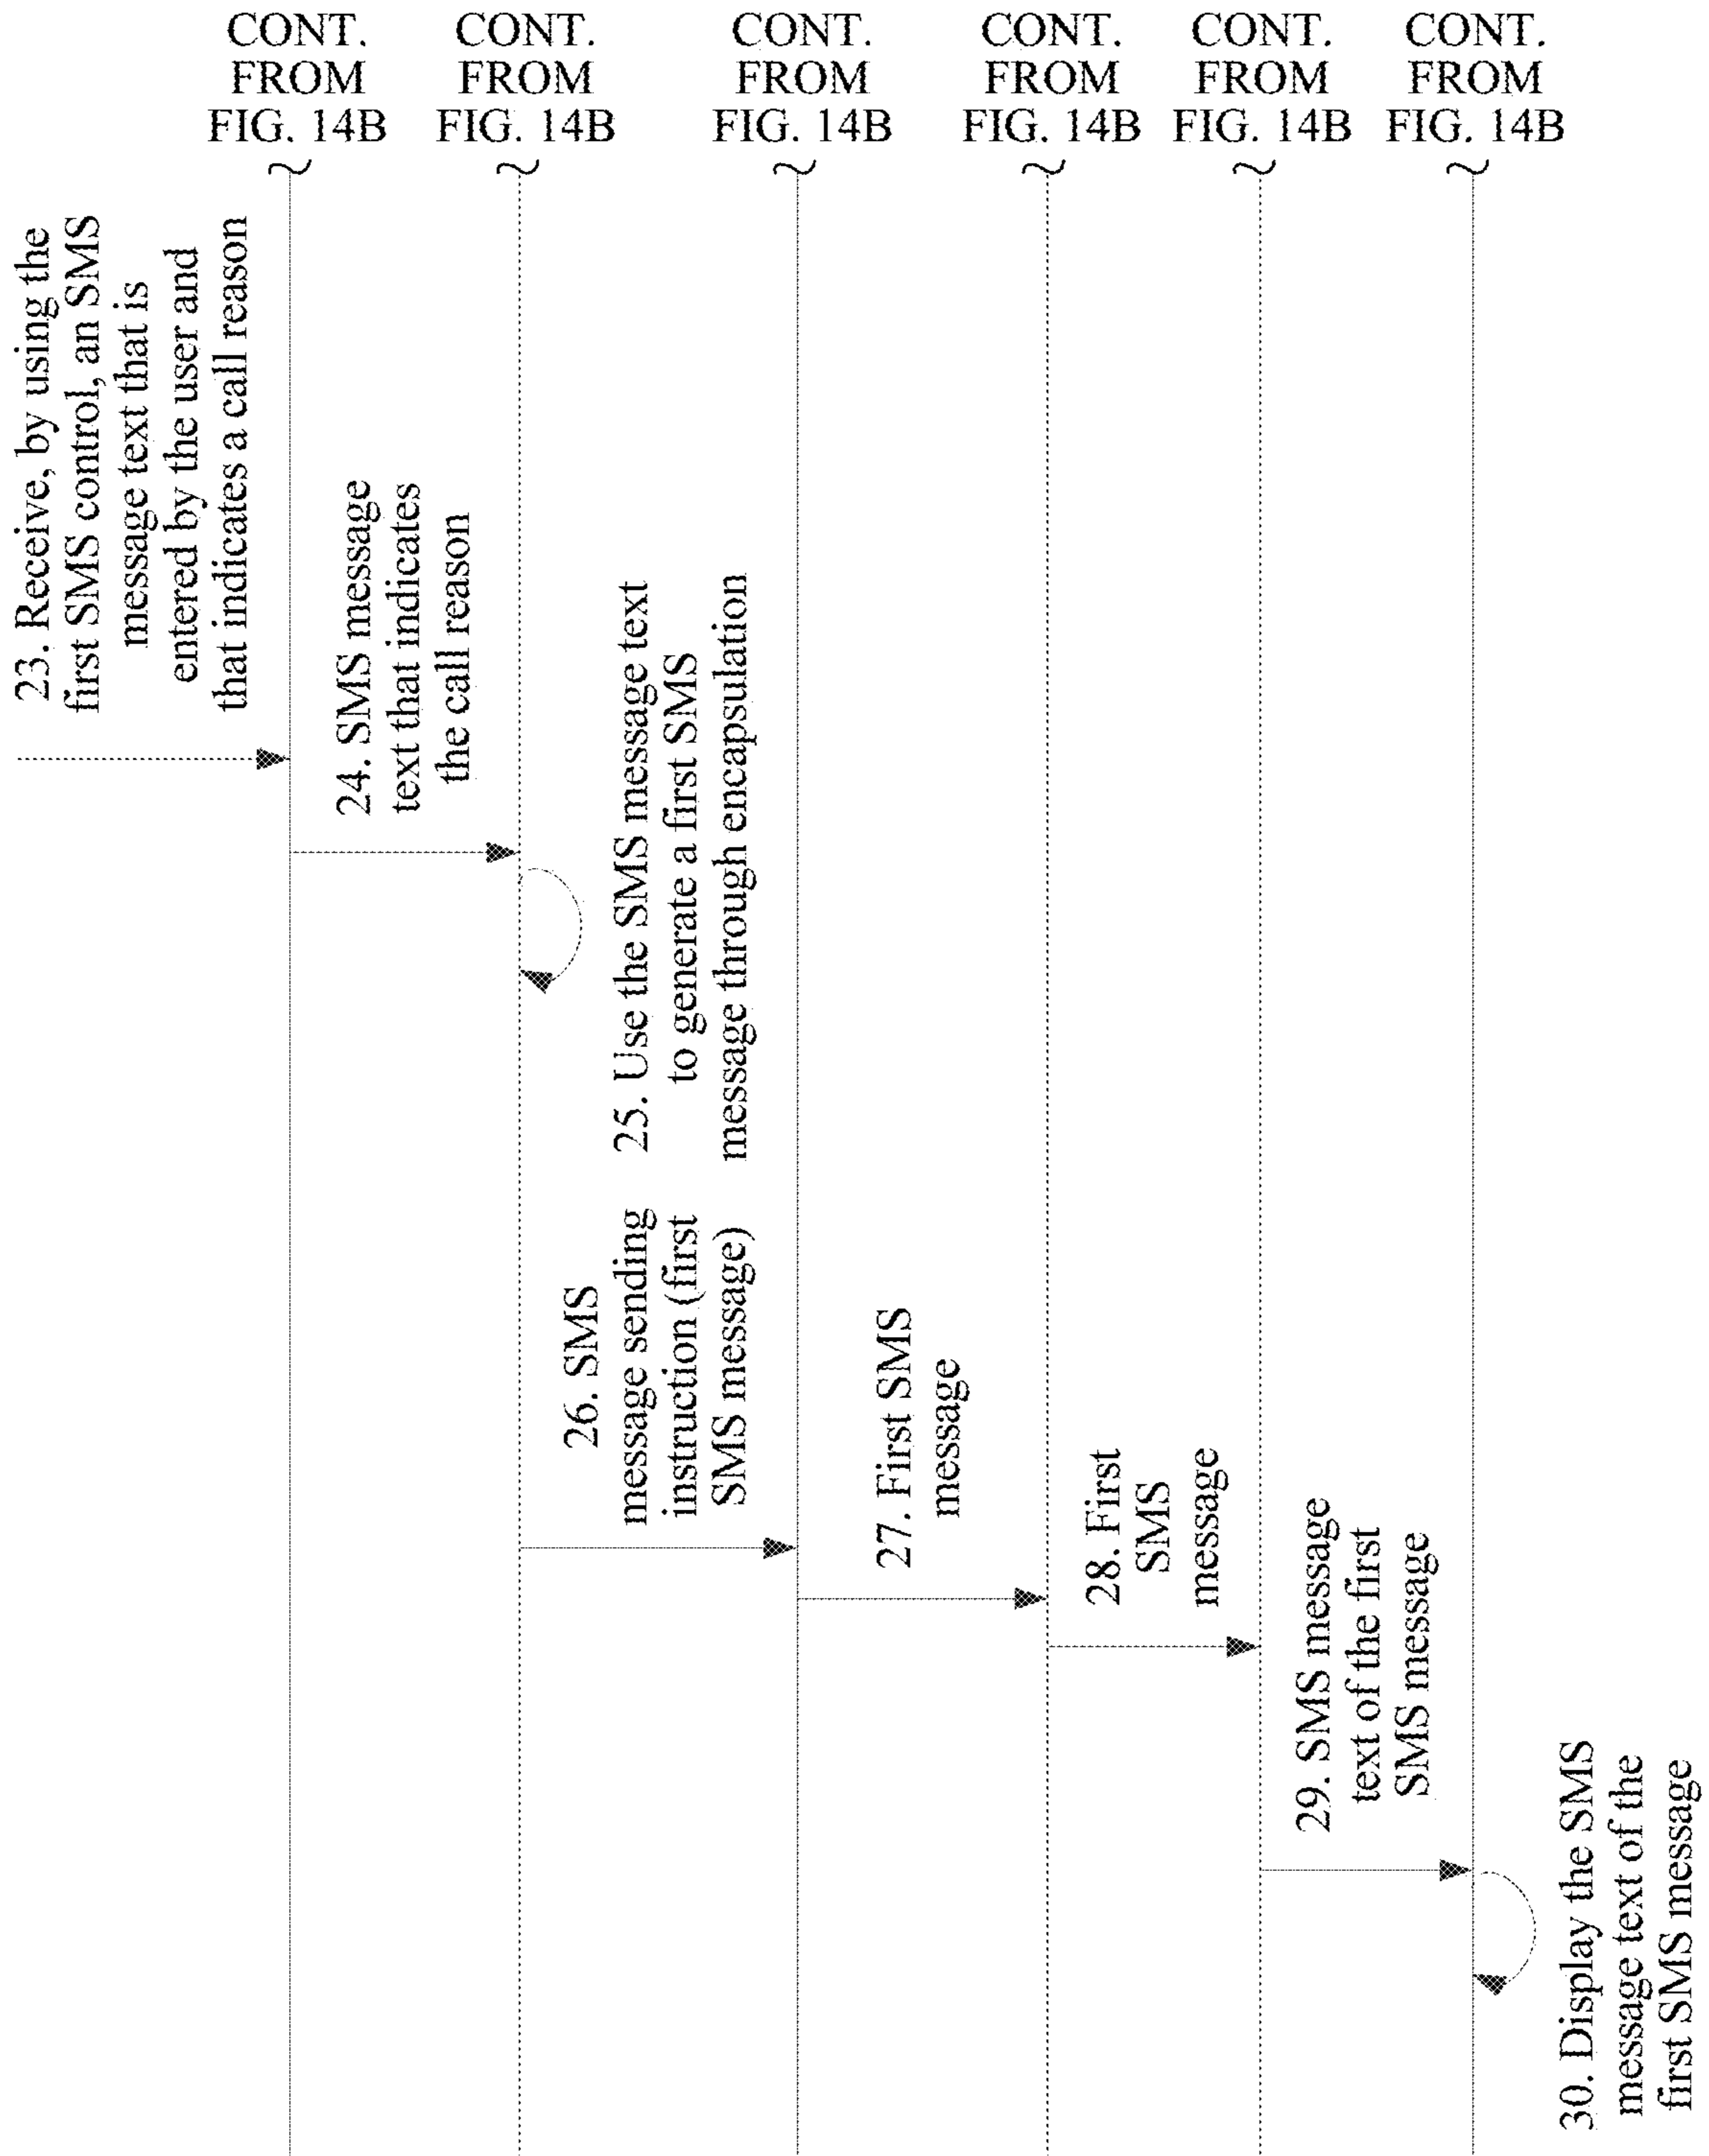 CONT.
FROM
FIG. 14B
CONT.
FROM
FIG. 14B
CONT.
FROM
FIG. 14B
CONT.
FROM
FIG. 14B
CONT.
FROM
FIG. 14B
CONT.
FROM
FIG. 14B
23. Receive, by using the
first SMS control, an SMS
message text that is
entered by the user and
that indicates a call reason
24. SMS message
text that indicates
the call reason
25. Use the SMS message text
to generate a first SMS
message through encapsulation
26. SMS
message sending
instruction (first
SMS message)
27. First SMS
message
28. First
SMS
message
29. SMS message
text of the first
SMS message
30. Display the SMS
message text of the
first SMS message